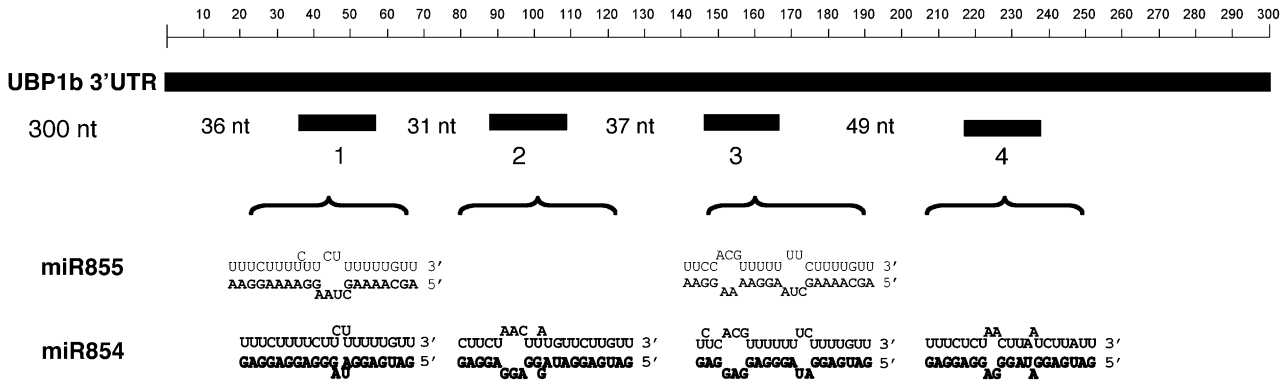 10 20 30 40 50 60 70 80 90 100 110 120 130 140 150 160 170 180 190 200 210 220 230 240 250 260 270 280 290 300
UBP1b 3'UTR
300 nt 36 nt 31 nt 37 nt 49 nt
1 2 3 4
C CU ACG UU
miR855 UUUCUUUUUU UUUUUGUU 3' UUCC UUUUU CUUUUGUU 3'
AAGGAAAAGG GAAAACGA 5' AAGG AAGGA GAAAACGA 5'
AAUC AA AUC
CU AAC A C ACG UC AA A
miR854 UUUCUUUUCUU UUUUUGUU 3' CUUCU UUUGUUCUUGUU 3' UUC UUUUUU UUUUGUU 3' UUUCUCU CUUAUCUUAUU 3'
GAGGAGGAGGG AGGAGUAG 5' GAGGA GGAUAGGAGUAG 5' GAG GAGGGA GGAGUAG 5' GAGGAGG GGAUGGAGUAG 5'
AU GGA G GAG UA AG A